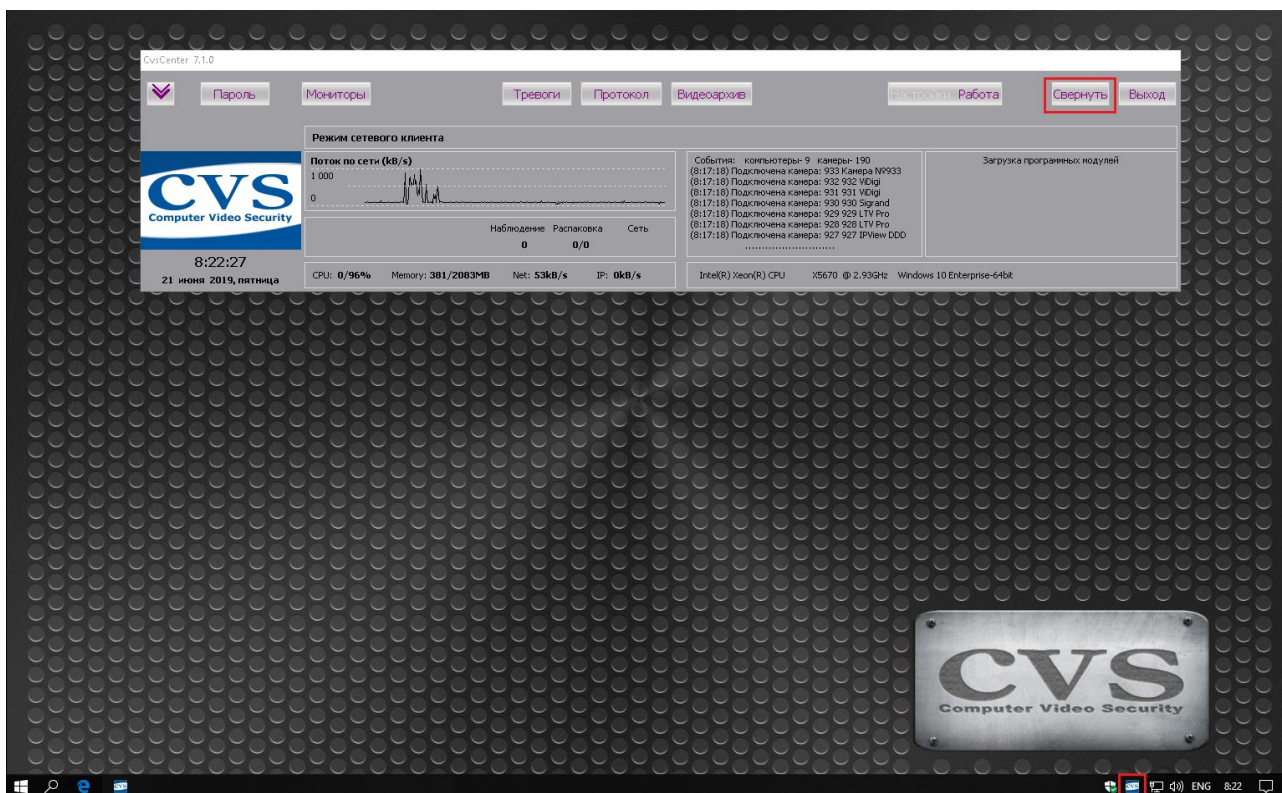 CvsCenter 7.1.0
Пароль Мониторы Тревоги Протокол Видеоархив Настройки Работа Свернуть Выход
Режим сетевого клиента
Поток по сети (kB/s)
1 000
0
Наблюдение Распаковка Сеть
0 0/0
События: компьютеры- 9 камеры- 190
(8:17:18) Подключена камера: 933 Камера №933
(8:17:18) Подключена камера: 932 932 ViDigi
(8:17:18) Подключена камера: 931 931 ViDigi
(8:17:18) Подключена камера: 930 930 Sigrand
(8:17:18) Подключена камера: 929 929 LTV Pro
(8:17:18) Подключена камера: 928 928 LTV Pro
(8:17:18) Подключена камера: 927 927 IPView DDD
............................
Загрузка программных модулей
CVS
Computer Video Security
8:22:27
21 июня 2019, пятница
CPU: 0/96% Memory: 381/2083MB Net: 53kB/s IP: 0kB/s
Intel(R) Xeon(R) CPU X5670 @ 2.93GHz Windows 10 Enterprise-64bit
CVS
Computer Video Security
CVS
CVS
ENG 8:22